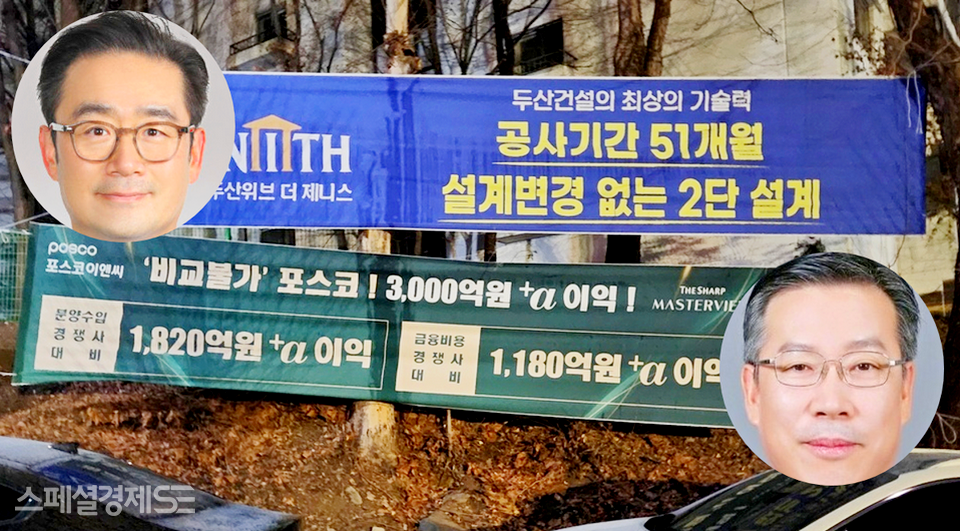 두산건설의 최상의 기술력
NIITH
공사기간 51개월
두산위브 더 제니스
설계변경 없는 2단 설계
posco
포스코이앤씨
'비교불가' 포스코! 3,000억원 +α 이익!
THE SHARP
MASTERVIE
분양수입
경쟁사
대비
1,820억원 +α 이익
금융비용
경쟁사
대비
1,180억원 +α 이익
스페셜경제SE